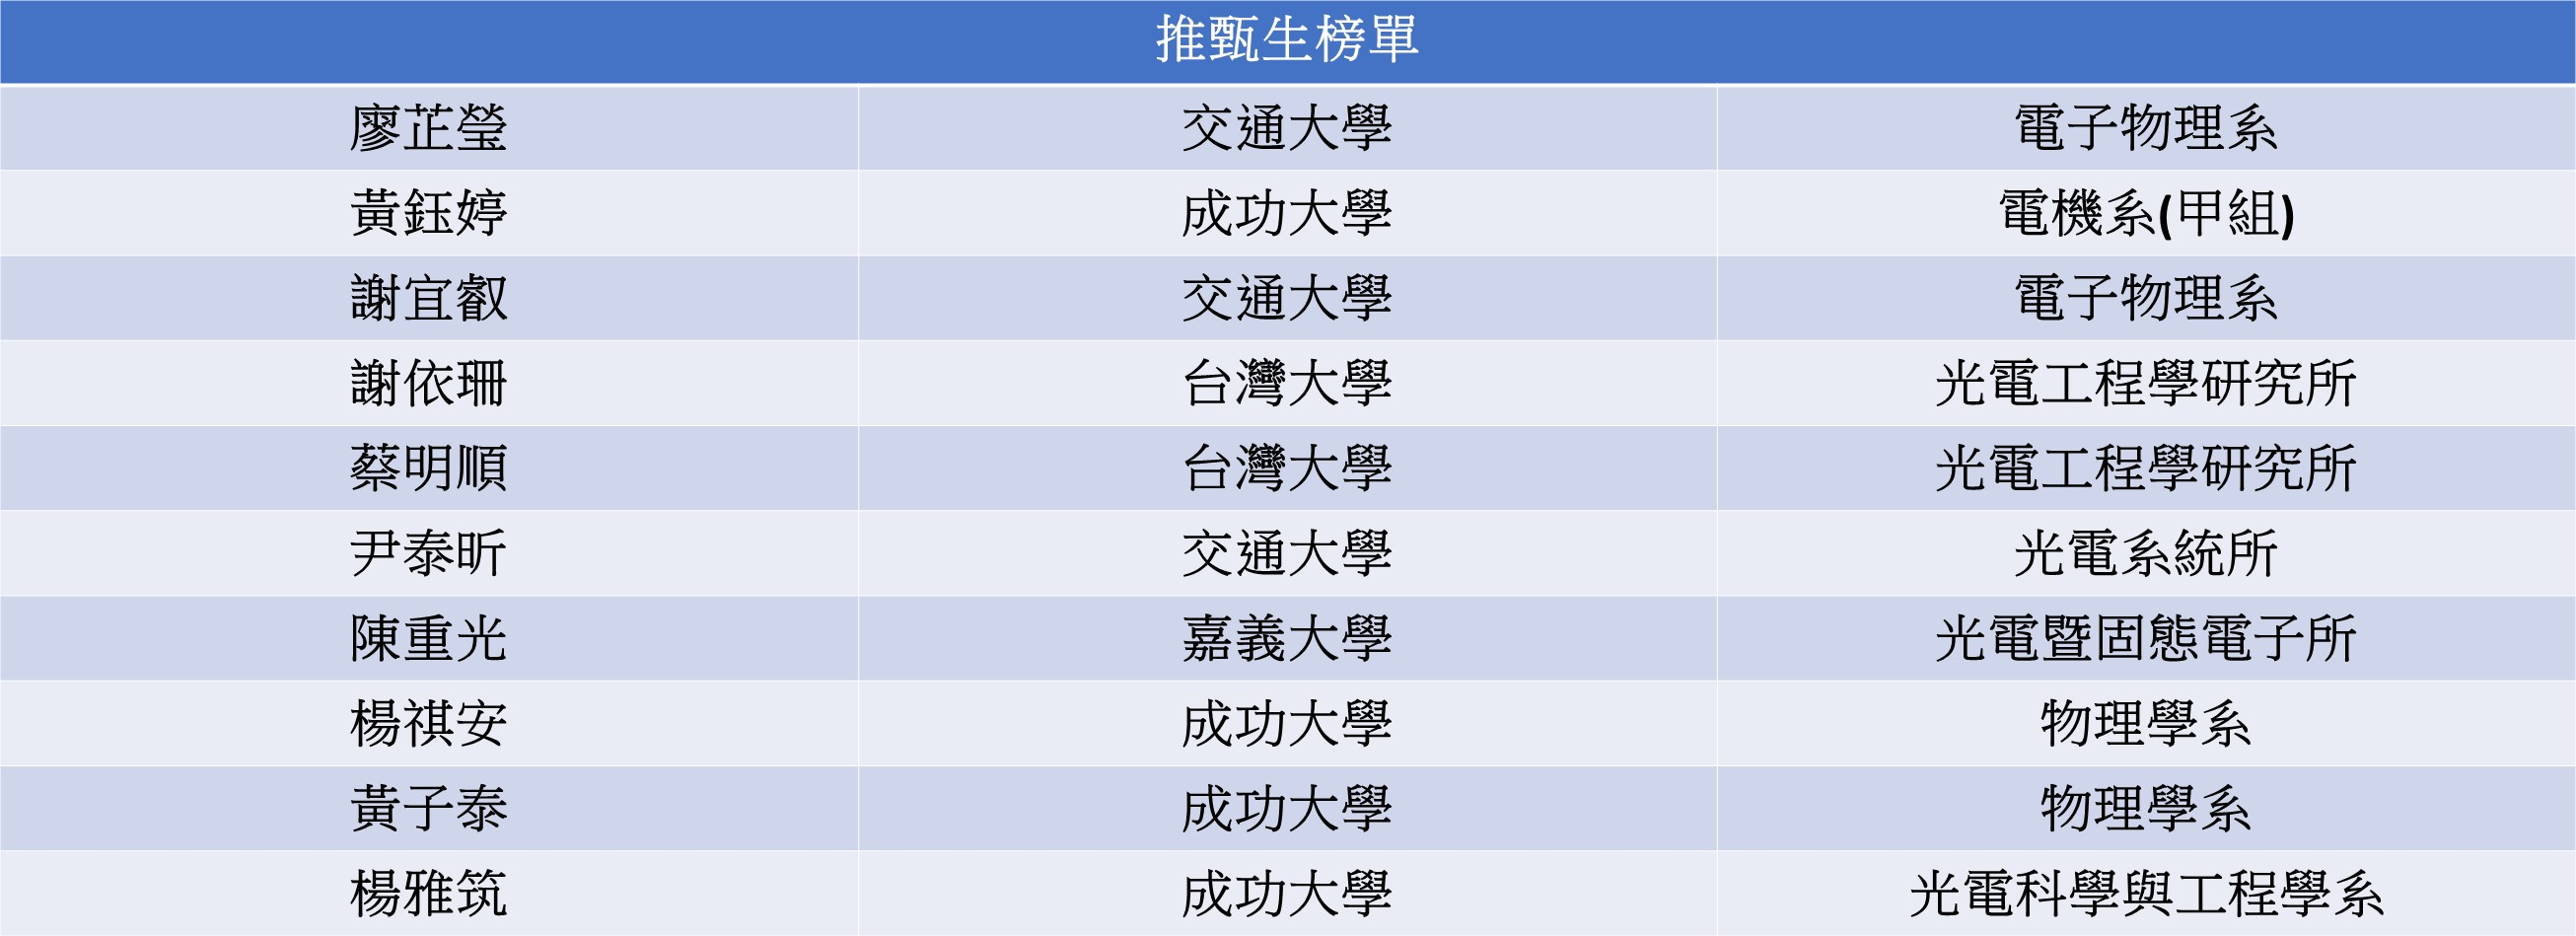 推甄生榜單
廖芷瑩 交通大學 電子物理系
黃鈺婷 成功大學 電機系(甲組)
謝宜叡 交通大學 電子物理系
謝依珊 台灣大學 光電工程學研究所
蔡明順 台灣大學 光電工程學研究所
尹泰昕 交通大學 光電系統所
陳重光 嘉義大學 光電暨固態電子所
楊祺安 成功大學 物理學系
黃子泰 成功大學 物理學系
楊雅筑 成功大學 光電科學與工程學系